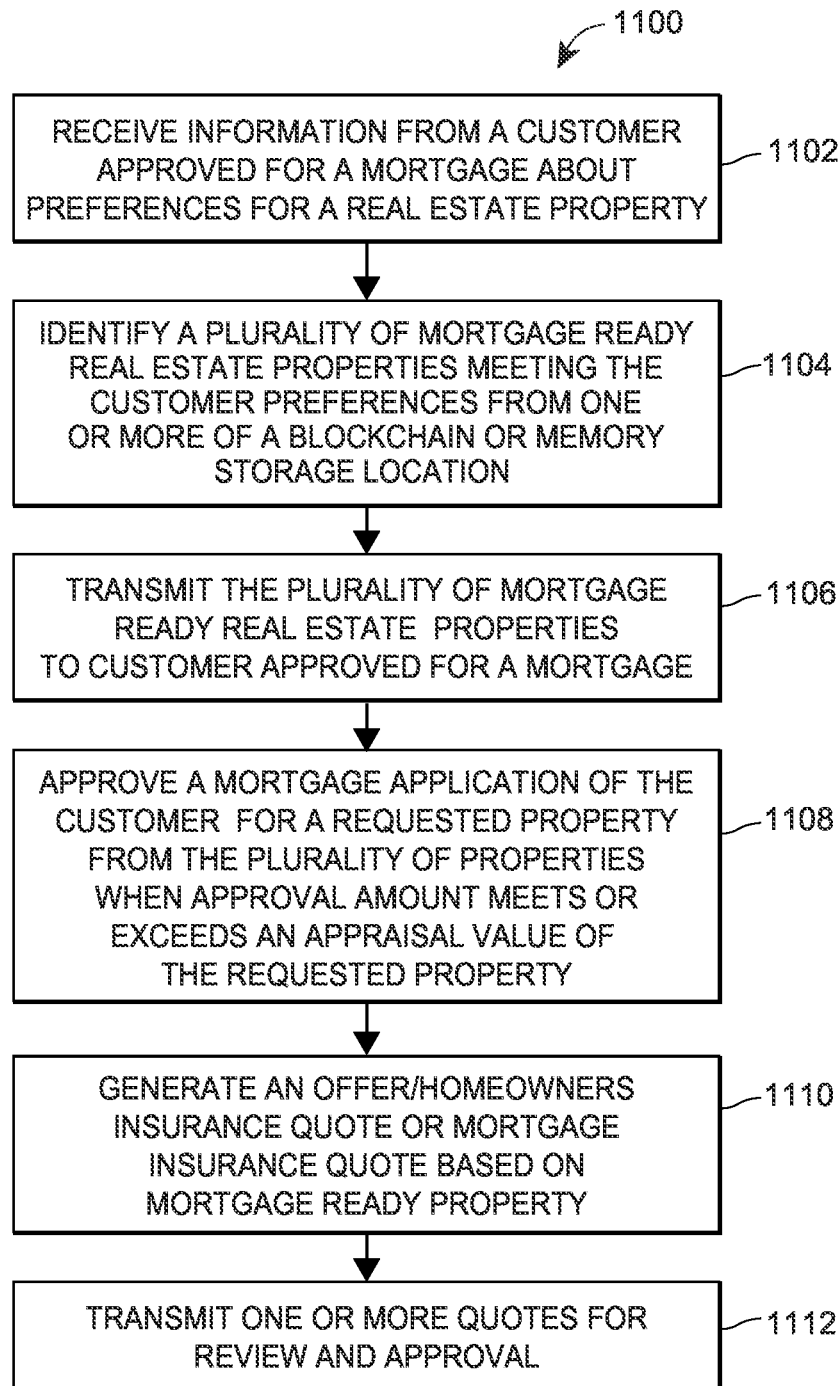 1100
RECEIVE INFORMATION FROM A CUSTOMER
APPROVED FOR A MORTGAGE ABOUT
PREFERENCES FOR A REAL ESTATE PROPERTY
1102
IDENTIFY A PLURALITY OF MORTGAGE READY
REAL ESTATE PROPERTIES MEETING THE
CUSTOMER PREFERENCES FROM ONE
OR MORE OF A BLOCKCHAIN OR MEMORY
STORAGE LOCATION
1104
TRANSMIT THE PLURALITY OF MORTGAGE
READY REAL ESTATE PROPERTIES
TO CUSTOMER APPROVED FOR A MORTGAGE
1106
APPROVE A MORTGAGE APPLICATION OF THE
CUSTOMER FOR A REQUESTED PROPERTY
FROM THE PLURALITY OF PROPERTIES
WHEN APPROVAL AMOUNT MEETS OR
EXCEEDS AN APPRAISAL VALUE OF
THE REQUESTED PROPERTY
1108
GENERATE AN OFFER/HOMEOWNERS
INSURANCE QUOTE OR MORTGAGE
INSURANCE QUOTE BASED ON
MORTGAGE READY PROPERTY
1110
TRANSMIT ONE OR MORE QUOTES FOR
REVIEW AND APPROVAL
1112